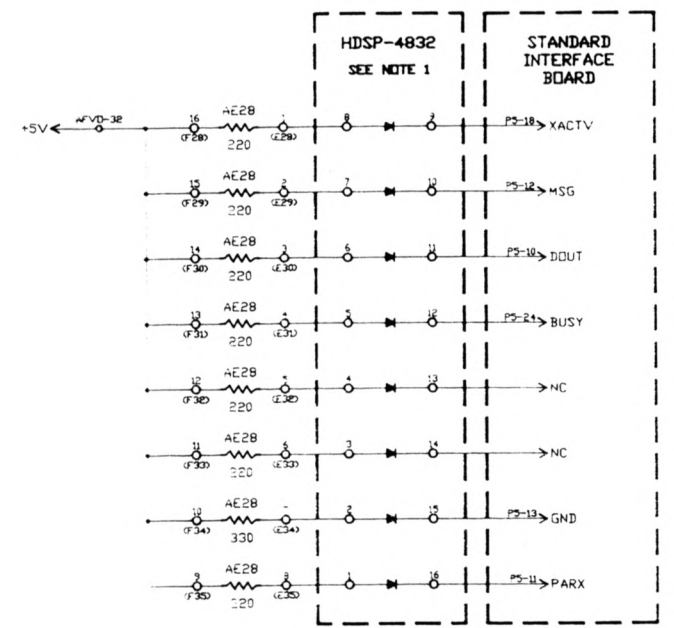 HDSP-4832
SEE NOTE 1
STANDARD
INTERFACE
BOARD
+5V AFVD-32 16 (F28) AE28 220 1 (E28) 8 9 P5-18 XACTV
15 (F29) AE28 220 2 (E29) 7 10 P5-12 MSG
14 (F30) AE28 220 3 (E30) 6 11 P5-10 DOUT
13 (F31) AE28 220 4 (E31) 5 12 P5-24 BUSY
12 (F32) AE28 220 5 (E32) 4 13 NC
11 (F33) AE28 6 (E33) 3 14 NC
10 (F34) AE28 330 (E34) 2 15 P5-13 GND
9 (F35) AE28 8 (E35) 1 16 P5-11 PARX